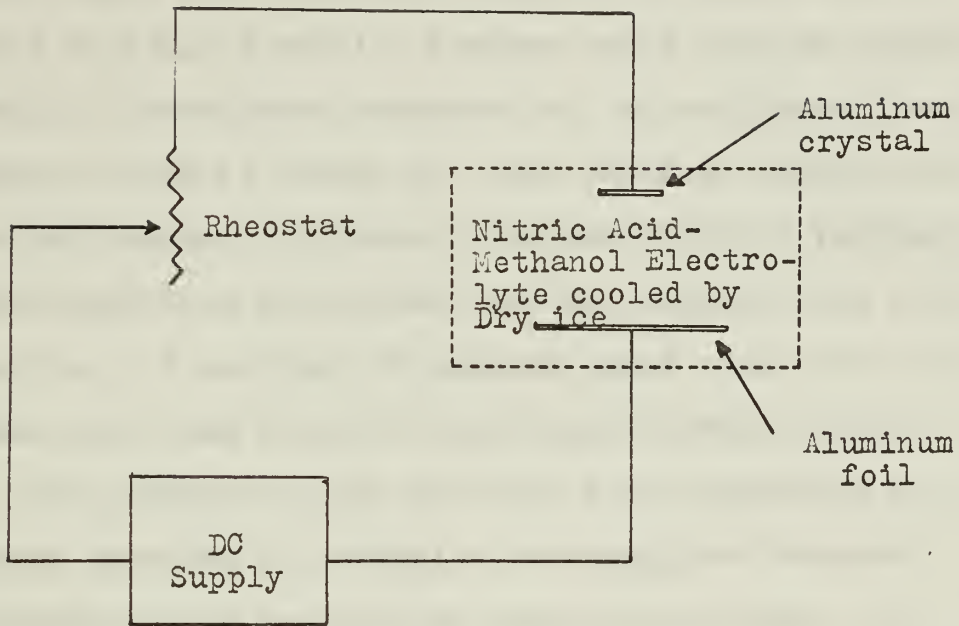 Aluminum
crystal
Rheostat
Nitric Acid-
Methanol Electro-
lyte cooled by
Dry ice
Aluminum
foil
DC
Supply